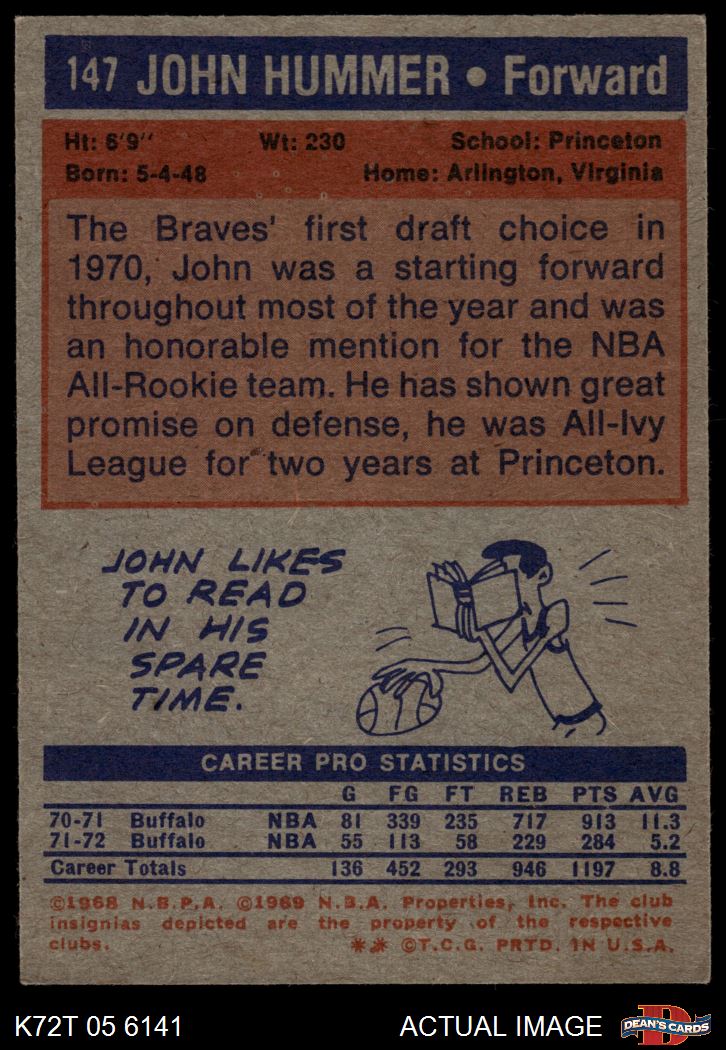 147 JOHN HUMMER • Forward
Ht: 6'9" Wt: 230 School: Princeton
Born: 5-4-48 Home: Arlington, Virginia
The Braves' first draft choice in
1970, John was a starting forward
throughout most of the year and was
an honorable mention for the NBA
All-Rookie team. He has shown great
promise on defense, he was All-Ivy
League for two years at Princeton.
JOHN LIKES
TO READ
IN HIS
SPARE
TIME.
CAREER PRO STATISTICS
G FG FT REB PTS AVG
70-71 Buffalo NBA 81 339 235 717 913 11.3
71-72 Buffalo NBA 55 113 58 229 284 5.2
Career Totals 136 452 293 946 1197 8.8
©1968 N.B.P.A. ©1969 N.B.A. Properties, Inc. The club
insignias depicted are the property of the respective
clubs. ** ©T.C.G. PRTD. IN U.S.A.
K72T 05 6141 ACTUAL IMAGE DEAN'S CARDS